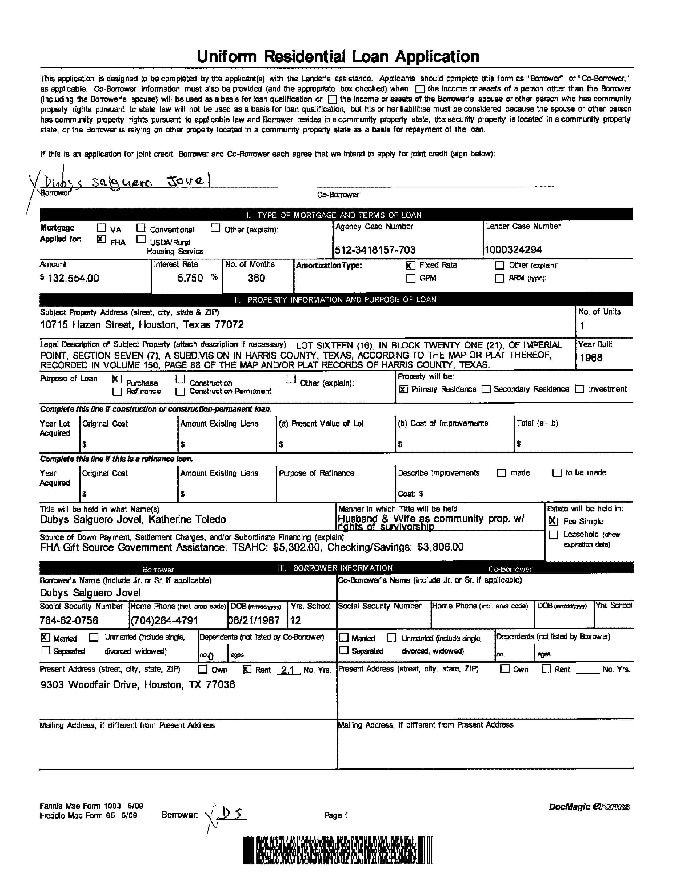 Uniform Residential Loan Application
This application is designed to be completed by the applicant(s) with the Lender's assistance. Applicants should complete this form as "Borrower" or "Co-Borrower,"
as applicable. Co-Borrower information must also be provided (and the appropriate box checked) when the income or assets of a person other than the Borrower
(including the Borrower's spouse) will be used as a basis for loan qualification or the income or assets of the Borrower's spouse or other person who has community
property rights pursuant to state law will not be used as a basis for loan qualification, but his or her liabilities must be considered because the spouse or other person
has community property rights pursuant to applicable law and Borrower resides in a community property state, the security property is located in a community property
state, or the Borrower is relying on other property located in a community property state as a basis for repayment of the loan.
If this is an application for joint credit, Borrower and Co-Borrower each agree that we intend to apply for joint credit (sign below):
Dubys Salguero Jovel
Borrower Co-Borrower
I. TYPE OF MORTGAGE AND TERMS OF LOAN
Mortgage Applied for: VA Conventional Other (explain): Agency Case Number Lender Case Number
X FHA USDA/Rural Housing Service 512-3418157-703 1000324294
Amount Interest Rate No. of Months Amortization Type: X Fixed Rate Other (explain):
$ 132,554.00 5.750 % 360 GPM ARM (type):
II. PROPERTY INFORMATION AND PURPOSE OF LOAN
Subject Property Address (street, city, state & ZIP) No. of Units
10715 Hazen Street, Houston, Texas 77072 1
Legal Description of Subject Property (attach description if necessary) LOT SIXTEEN (16), IN BLOCK TWENTY ONE (21), OF IMPERIAL Year Built
POINT, SECTION SEVEN (7), A SUBDIVISION IN HARRIS COUNTY, TEXAS, ACCORDING TO THE MAP OR PLAT THEREOF, 1968
RECORDED IN VOLUME 150, PAGE 68 OF THE MAP AND/OR PLAT RECORDS OF HARRIS COUNTY, TEXAS.
Purpose of Loan X Purchase Construction Other (explain): Property will be:
Refinance Construction-Permanent X Primary Residence Secondary Residence Investment
Complete this line if construction or construction-permanent loan.
Year Lot Acquired Original Cost Amount Existing Liens (a) Present Value of Lot (b) Cost of Improvements Total (a + b)
$ $ $ $ $
Complete this line if this is a refinance loan.
Year Acquired Original Cost Amount Existing Liens Purpose of Refinance Describe Improvements made to be made
$ $ Cost: $
Title will be held in what Name(s) Manner in which Title will be held Estate will be held in:
Dubys Salguero Jovel, Katherine Toledo Husband & Wife as community prop. w/ rights of survivorship X Fee Simple
Source of Down Payment, Settlement Charges, and/or Subordinate Financing (explain) Leasehold (show expiration date)
FHA Gift Source Government Assistance. TSAHC: $5,302.00, Checking/Savings: $3,806.00
Borrower III. BORROWER INFORMATION Co-Borrower
Borrower's Name (include Jr. or Sr. if applicable) Co-Borrower's Name (include Jr. or Sr. if applicable)
Dubys Salguero Jovel
Social Security Number Home Phone (incl. area code) DOB (mm/dd/yyyy) Yrs. School Social Security Number Home Phone (incl. area code) DOB (mm/dd/yyyy) Yrs. School
764-62-0756 (704)264-4791 06/21/1987 12
X Married Unmarried (include single, Dependents (not listed by Co-Borrower) Married Unmarried (include single, Dependents (not listed by Borrower)
Separated divorced, widowed) no. 0 ages Separated divorced, widowed) no. ages
Present Address (street, city, state, ZIP) Own X Rent 2.1 No. Yrs. Present Address (street, city, state, ZIP) Own Rent No. Yrs.
9303 Woodfair Drive, Houston, TX 77036
Mailing Address, if different from Present Address Mailing Address, if different from Present Address
Fannie Mae Form 1003 6/09 DocMagic
Freddie Mac Form 65 6/09 Borrower: DS Page 1